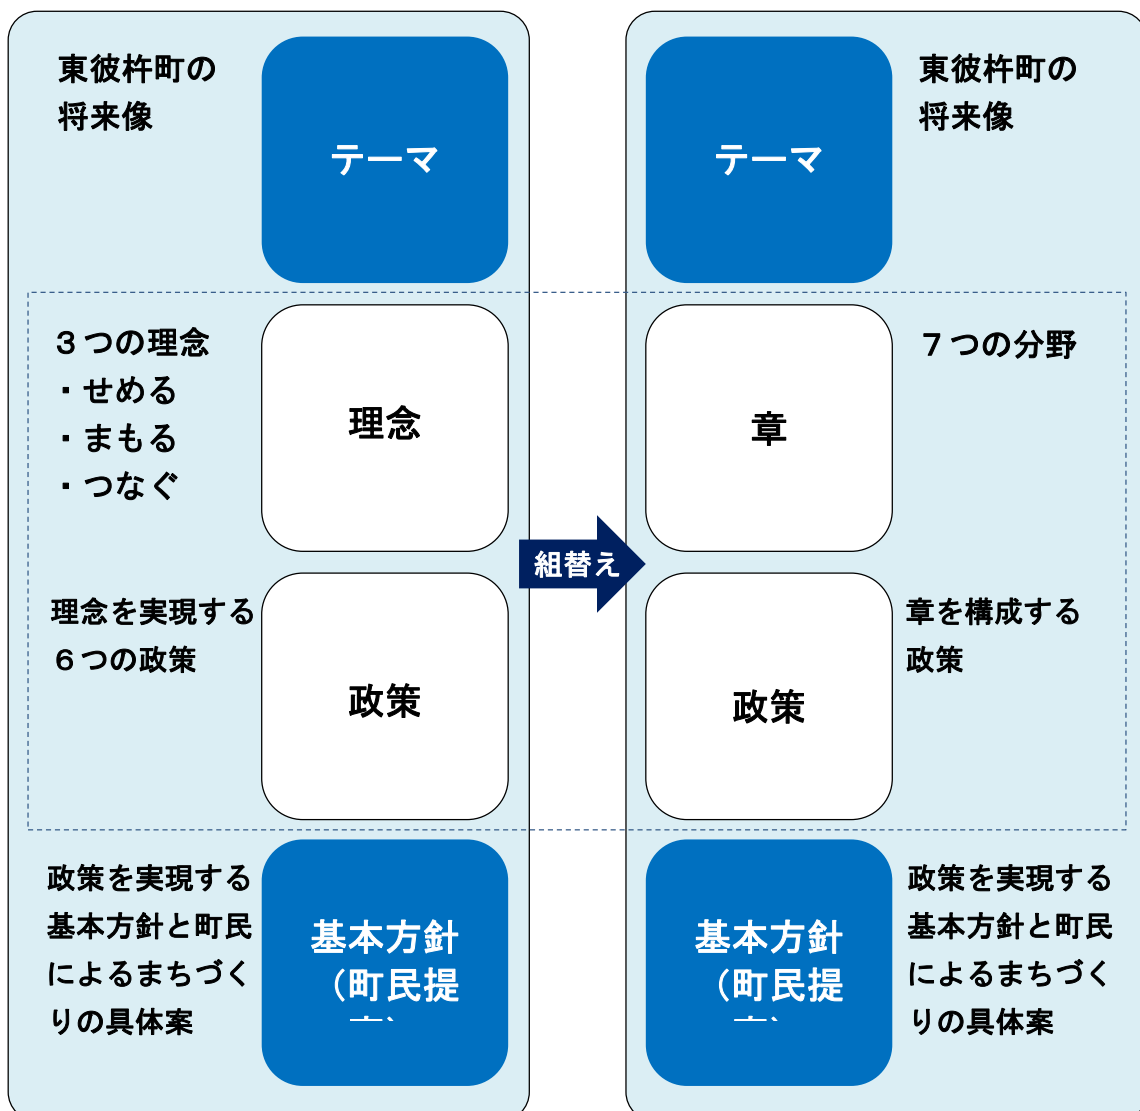 東彼杵町の
将来像
テーマ
３つの理念
・せめる
・まもる
・つなぐ
理念
理念を実現する
６つの政策
政策
政策を実現する
基本方針と町民
によるまちづく
りの具体案
基本方針
（町民提
組替え
テーマ
東彼杵町の
将来像
章
７つの分野
政策
章を構成する
政策
基本方針
（町民提
政策を実現する
基本方針と町民
によるまちづく
りの具体案